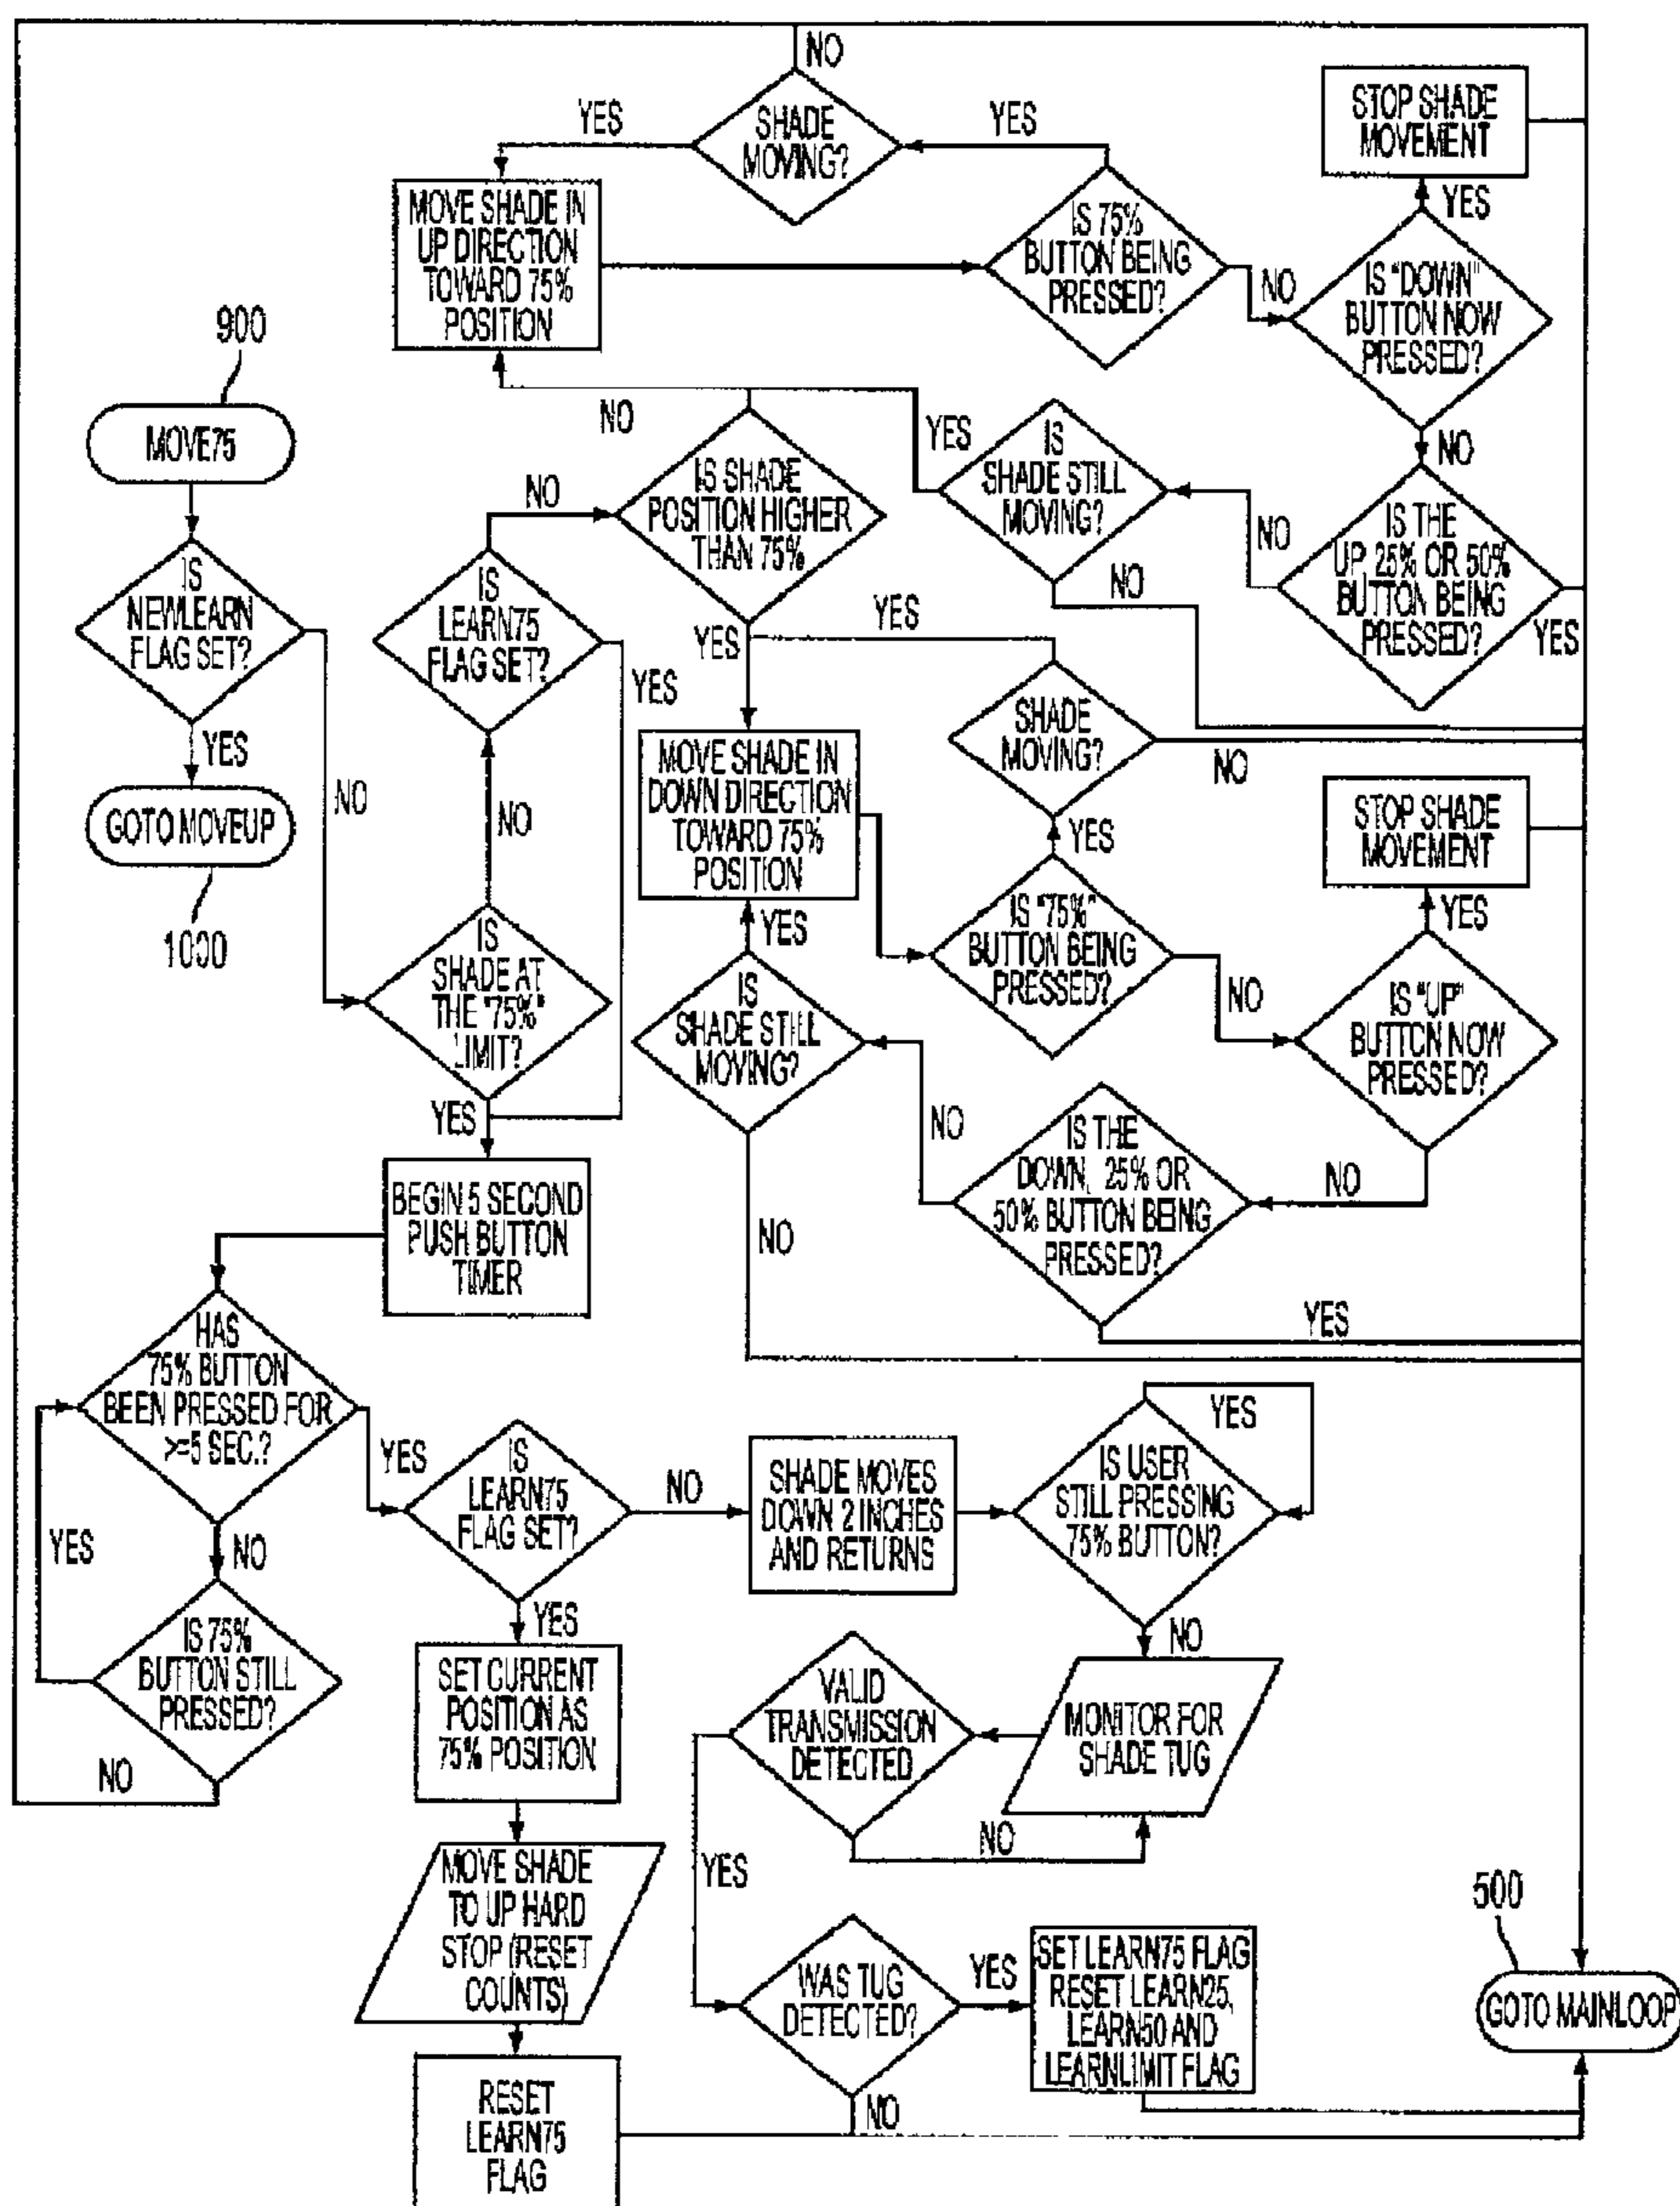 NO
SHADE
MOVING?
YES
YES
STOP SHADE
MOVEMENT
YES
MOVE SHADE IN
UP DIRECTION
TOWARD 75%
POSITION
IS 75%
BUTTON BEING
PRESSED?
NO
IS "DOWN"
BUTTON NOW
PRESSED?
NO
900
MOVE75
IS
NEWLEARN
FLAG SET?
YES
GOTO MOVEUP
1000
NO
IS
LEARN75
FLAG SET?
NO
YES
NO
IS
SHADE AT
THE "75%"
LIMIT?
YES
NO
IS SHADE
POSITION HIGHER
THAN 75%
YES
YES
IS
SHADE STILL
MOVING?
NO
NO
IS THE
UP, 25% OR 50%
BUTTON BEING
PRESSED?
YES
YES
SHADE
MOVING?
NO
MOVE SHADE IN
DOWN DIRECTION
TOWARD 75%
POSITION
YES
IS "75%"
BUTTON BEING
PRESSED?
NO
STOP SHADE
MOVEMENT
YES
IS "UP"
BUTTON NOW
PRESSED?
NO
YES
IS
SHADE STILL
MOVING?
NO
NO
IS THE
DOWN, 25% OR
50% BUTTON BEING
PRESSED?
YES
BEGIN 5 SECOND
PUSH BUTTON
TIMER
HAS
75% BUTTON
BEEN PRESSED FOR
>=5 SEC.?
YES
NO
YES
IS 75%
BUTTON STILL
PRESSED?
NO
IS
LEARN75
FLAG SET?
NO
YES
SHADE MOVES
DOWN 2 INCHES
AND RETURNS
IS USER
STILL PRESSING
75% BUTTON?
YES
NO
SET CURRENT
POSITION AS
75% POSITION
MONITOR FOR
SHADE TUG
VALID
TRANSMISSION
DETECTED
NO
YES
MOVE SHADE
TO UP HARD
STOP (RESET
COUNTS)
WAS TUG
DETECTED?
YES
NO
SET LEARN75 FLAG
RESET LEARN25,
LEARN50 AND
LEARNLIMIT FLAG
RESET
LEARN75
FLAG
500
GOTO MAINLOOP